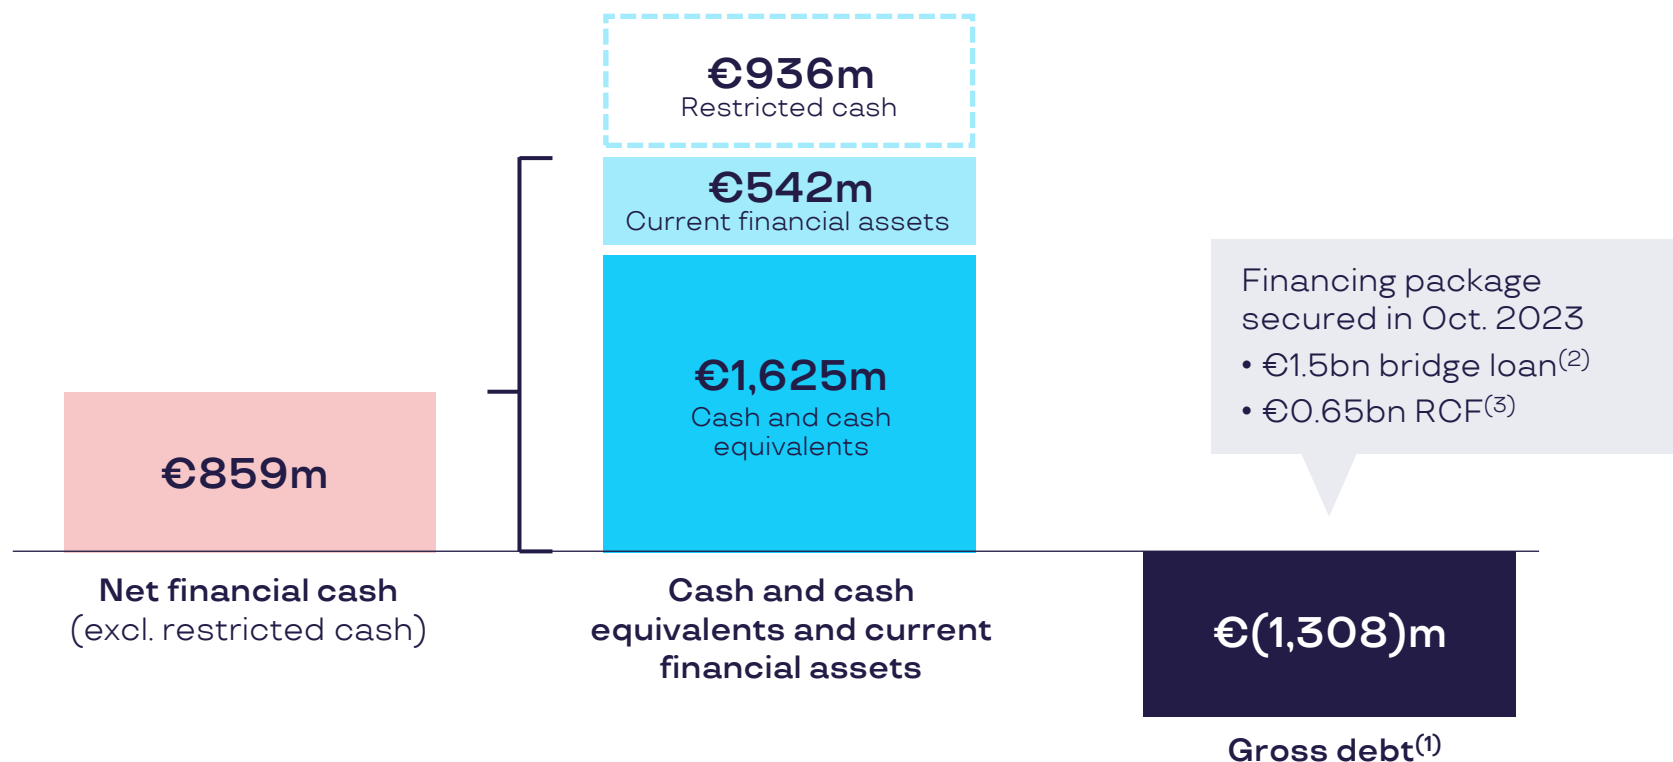 €936m
Restricted cash
€542m
Current financial assets
€1,625m
Cash and cash
equivalents
€859m
Net financial cash
(excl. restricted cash)
Cash and cash
equivalents and current
financial assets
Financing package
secured in Oct. 2023
• €1.5bn bridge loan(2)
• €0.65bn RCF(3)
€(1,308)m
Gross debt(1)